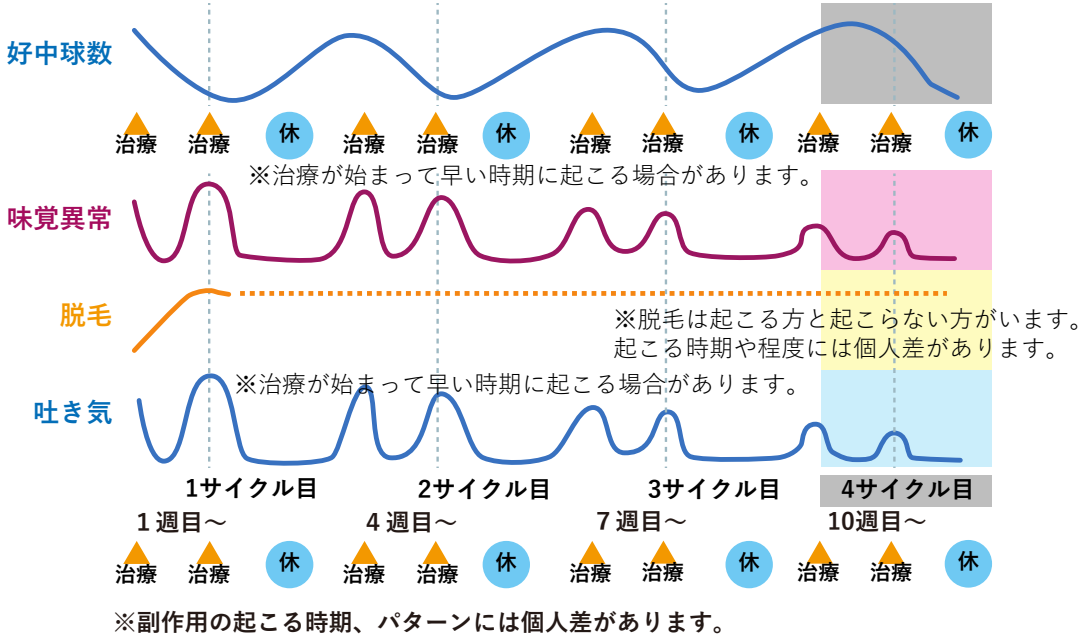 好中球数
治療 治療 休 治療 治療 休 治療 治療 休 治療 治療 休
※治療が始まって早い時期に起こる場合があります。
味覚異常
脱毛
※脱毛は起こる方と起こらない方がいます。
起こる時期や程度には個人差があります。
※治療が始まって早い時期に起こる場合があります。
吐き気
1サイクル目 2サイクル目 3サイクル目 4サイクル目
1週目～ 4週目～ 7週目～ 10週目～
治療 治療 休 治療 治療 休 治療 治療 休 治療 治療 休
※副作用の起こる時期、パターンには個人差があります。